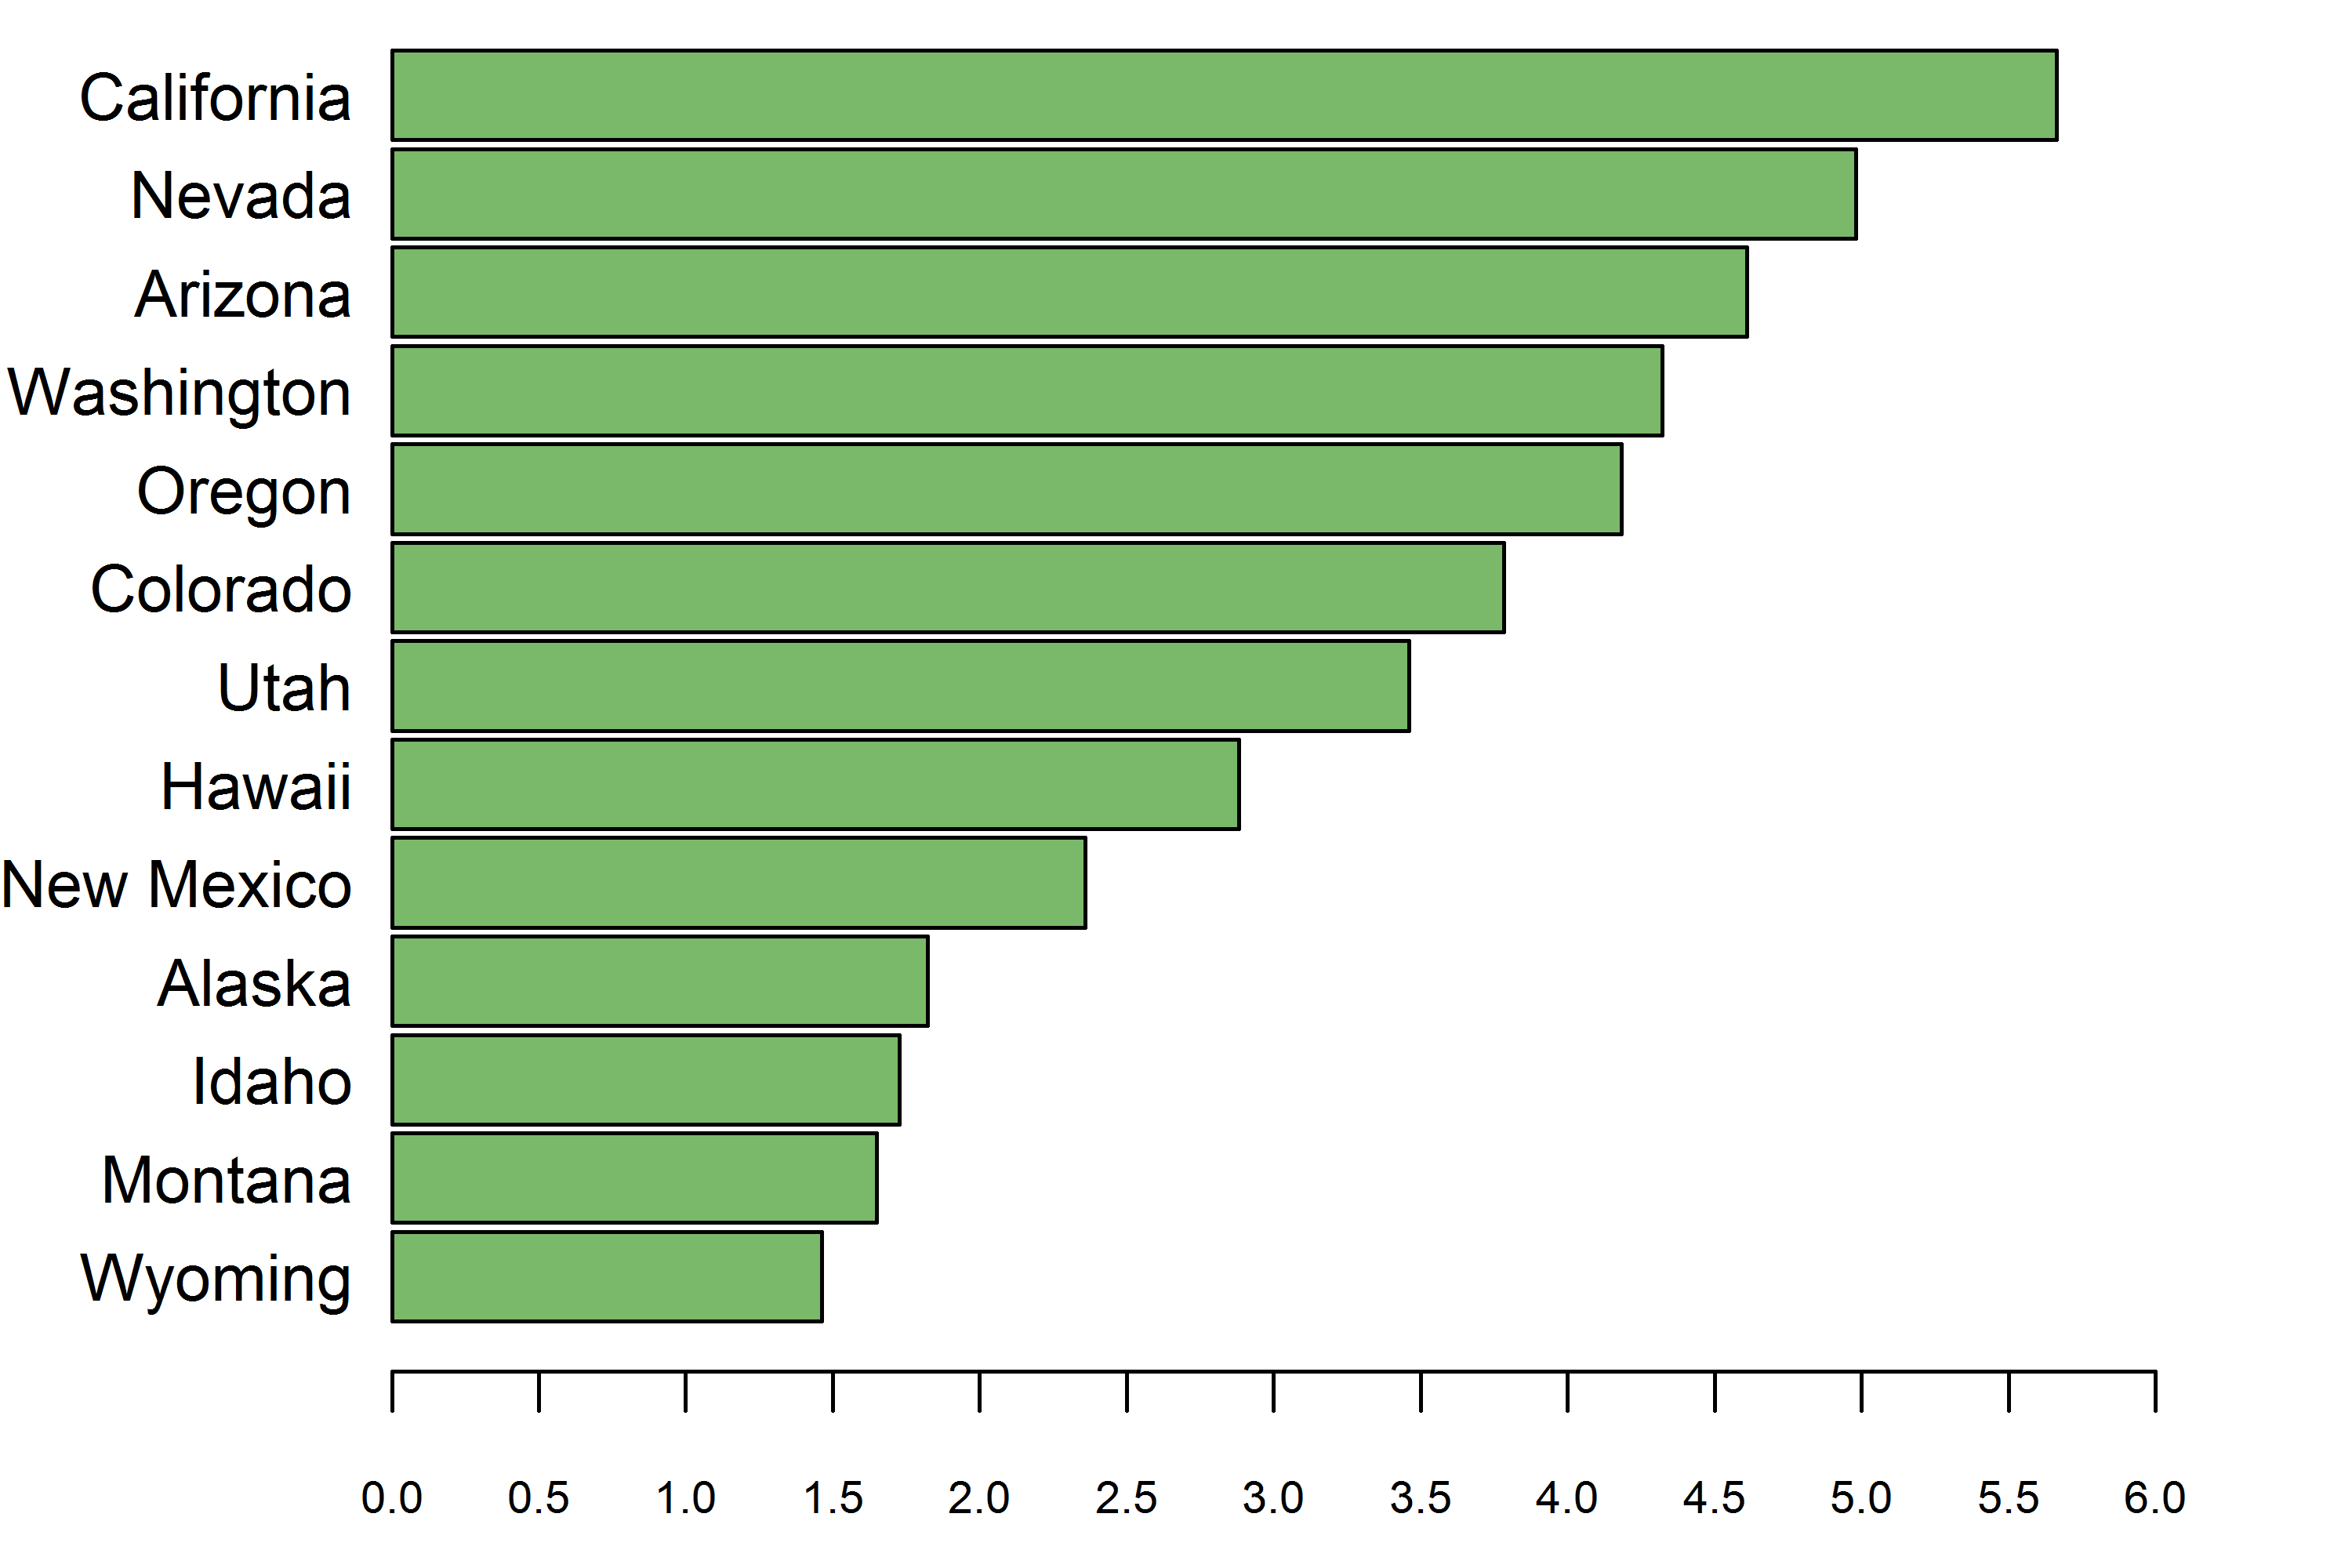 California
Nevada
Arizona
Washington
Oregon
Colorado
Utah
Hawaii
New Mexico
Alaska
Idaho
Montana
Wyoming
0.0 0.5 1.0 1.5 2.0 2.5 3.0 3.5 4.0 4.5 5.0 5.5 6.0